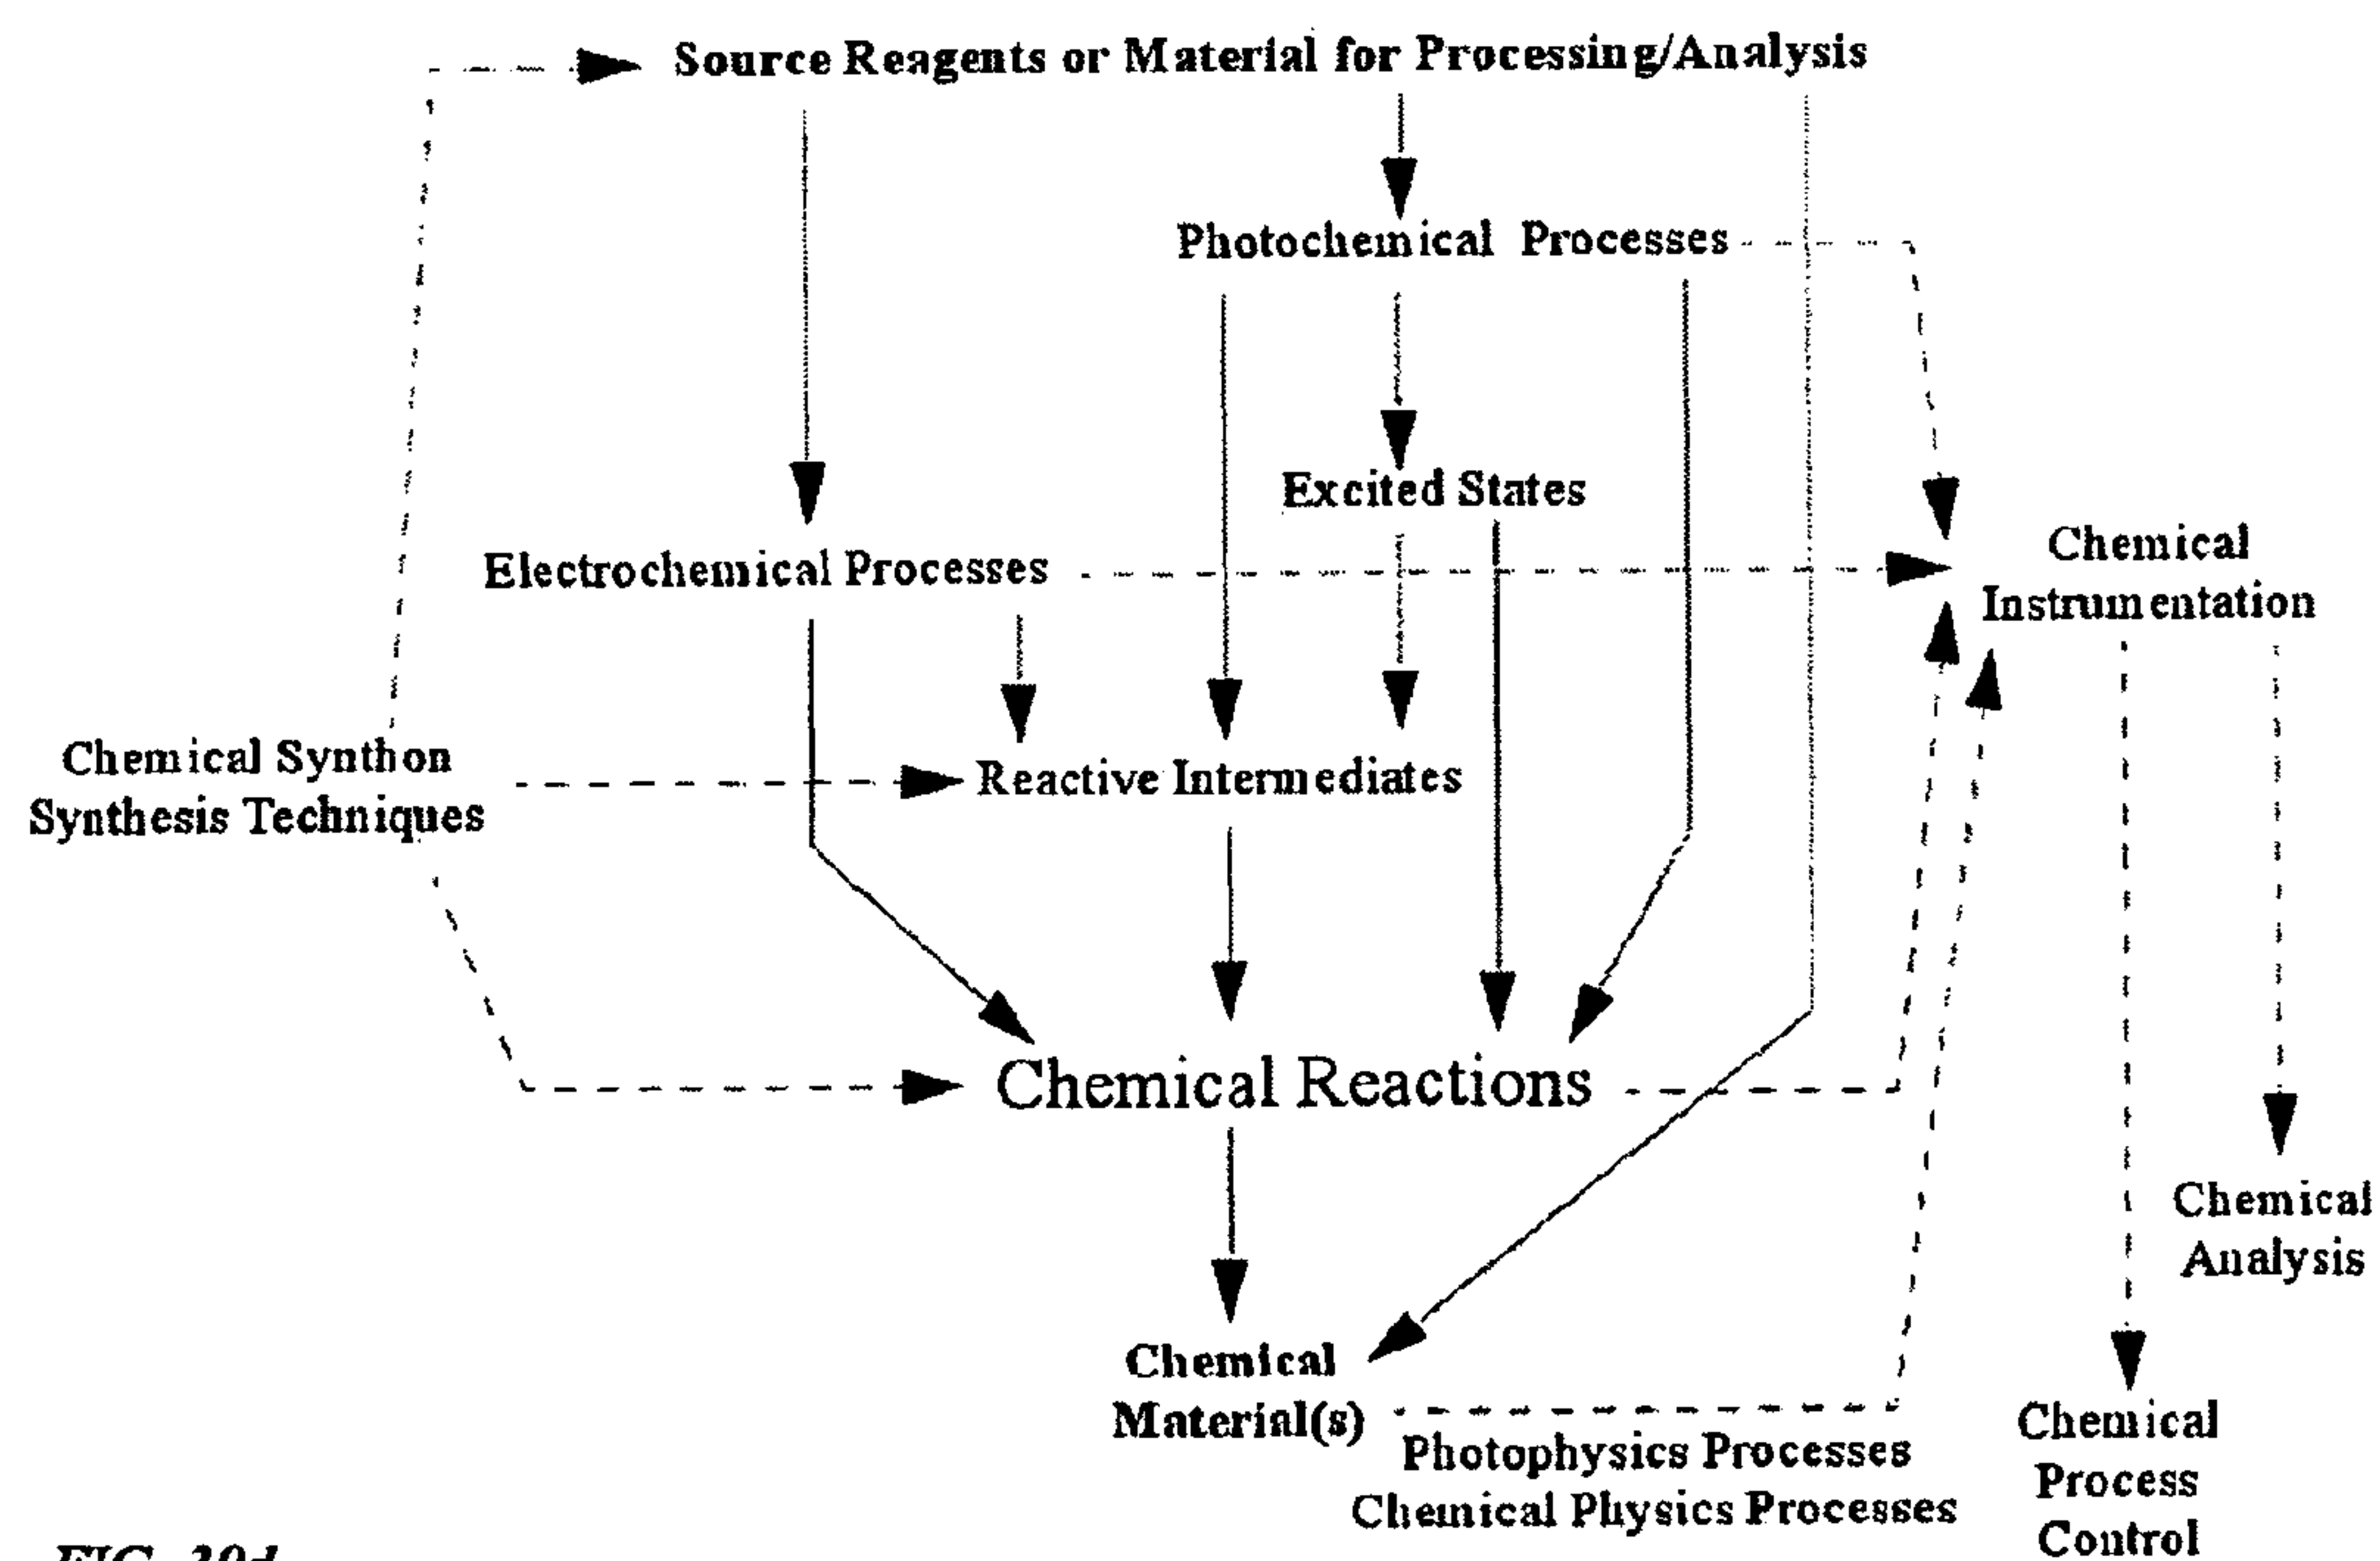 Source Reagents or Material for Processing/Analysis
Photochemical Processes
Excited States
Electrochemical Processes
Chemical
Instrumentation
Chemical Synthon
Synthesis Techniques
Reactive Intermediates
Chemical Reactions
Chemical
Analysis
Chemical
Material(s)
Photophysics Processes
Chemical Physics Processes
Chemical
Process
Control